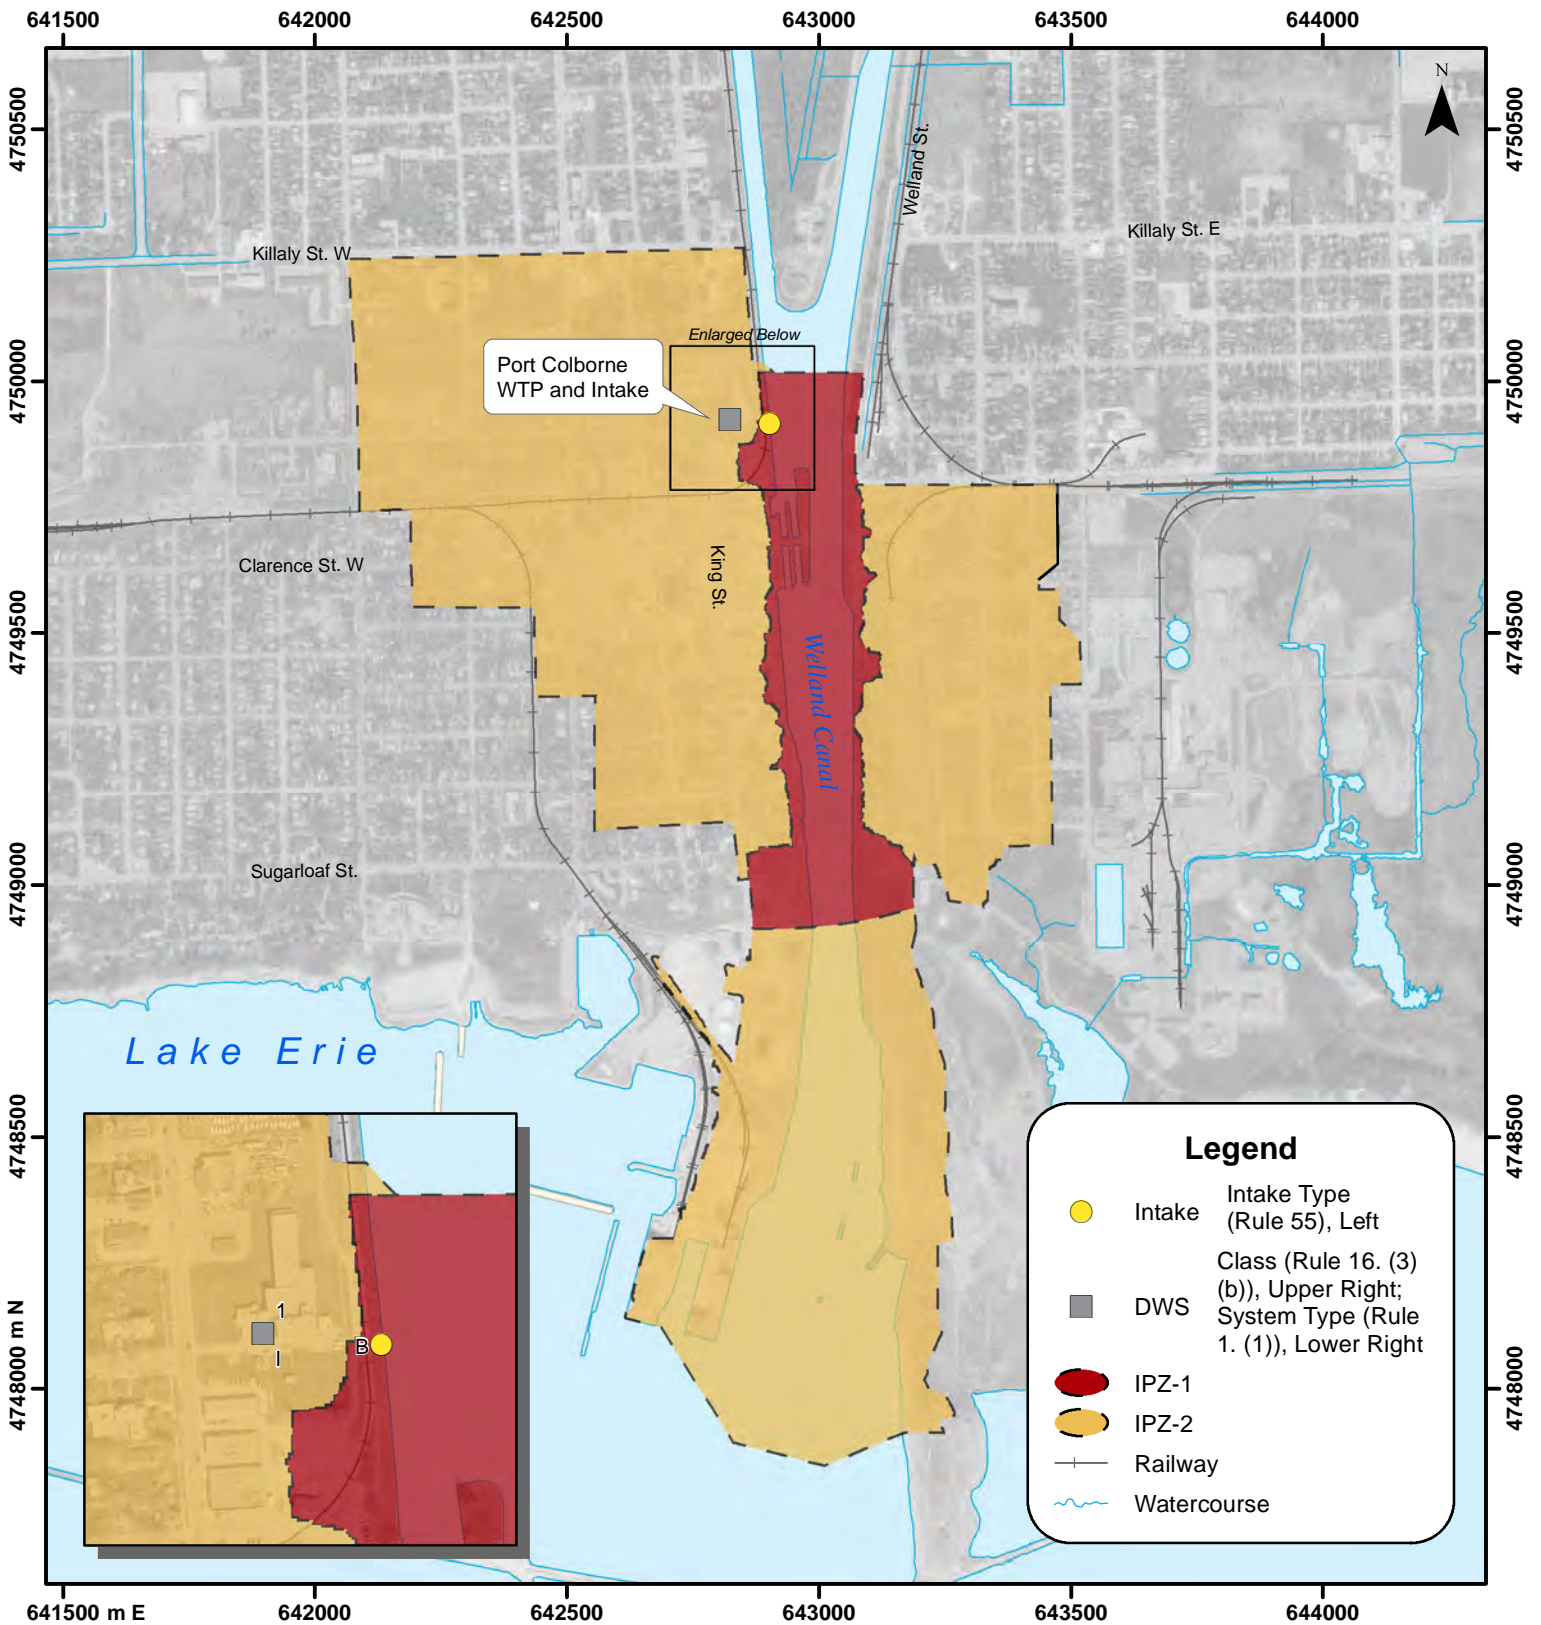 641500
642000
642500
643000
643500
644000
N
4750500
4750500
Welland St.
Killaly St. W
Killaly St. E
Enlarged Below
Port Colborne
WTP and Intake
4750000
4750000
King St.
Clarence St. W
4749500
4749500
Welland Canal
Sugarloaf St.
4749000
4749000
Lake Erie
4748500
4748500
1
I
B
4748000 m N
4748000
Legend
Intake
Intake Type
(Rule 55), Left
DWS
Class (Rule 16. (3)
(b)), Upper Right;
System Type (Rule
1. (1)), Lower Right
IPZ-1
IPZ-2
Railway
Watercourse
641500 m E
642000
642500
643000
643500
644000